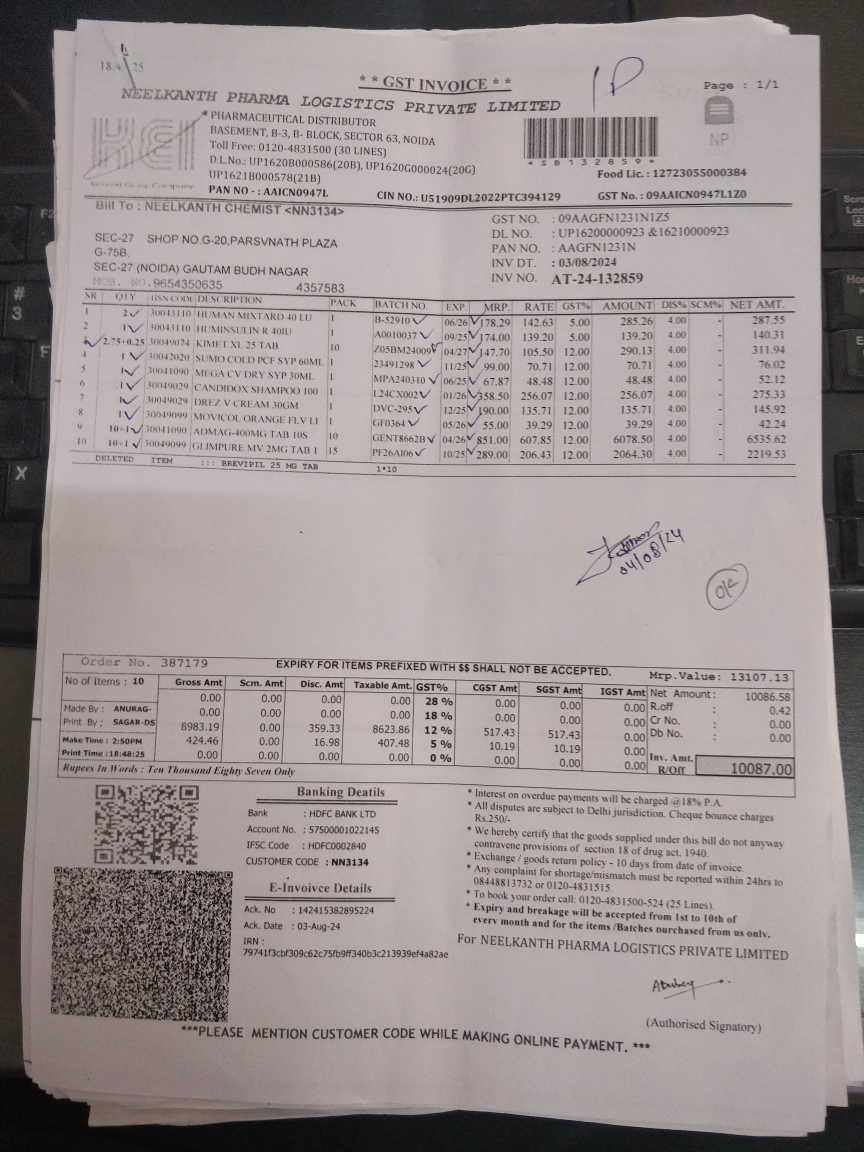 18:4 25
* * GST INVOICE * *
1P
Page : 1/1
NEELKANTH PHARMA LOGISTICS PRIVATE LIMITED
* PHARMACEUTICAL DISTRIBUTOR
BASEMENT, B-3, B- BLOCK, SECTOR 63, NOIDA
Toll Free: 0120-4831500 (30 LINES)
D.L.No.: UP1620B000586(20B), UP1620G000024(20G)
UP1621B000578(21B)
PAN NO - : AAICN0947L
CIN NO.: U51909DL2022PTC394129
*SB132859*
NP
Food Lic. : 12723055000384
GST No. : 09AAICN0947L1Z0
Bill To : NEELKANTH CHEMIST <NN3134>
SEC-27 SHOP NO.G-20,PARSVNATH PLAZA
G-75B,
SEC-27 (NOIDA) GAUTAM BUDH NAGAR
MOB. NO. 9654350635 4357583
GST NO. : 09AAGFN1231N1Z5
DL NO. : UP16200000923 &16210000923
PAN NO. : AAGFN1231N
INV DT. : 03/08/2024
INV NO. AT-24-132859
SR QTY HSN CODE DESCRIPTION PACK BATCH NO. EXP. MRP. RATE GST% AMOUNT DIS% SCM% NET AMT.
1 2 30043110 HUMAN MIXTARD 40 LU 1 B-52910 06/26 178.29 142.63 5.00 285.26 4.00 - 287.55
2 1 30043110 HUMINSULIN R 40IU 1 A0010037 09/25 174.00 139.20 5.00 139.20 4.00 - 140.31
3 2.75+0.25 30049074 KIMET XL 25 TAB 10 Z05BM24009 04/27 147.70 105.50 12.00 290.13 4.00 - 311.94
4 1 30042020 SUMO COLD PCF SYP 60ML 1 23491298 11/25 99.00 70.71 12.00 70.71 4.00 - 76.02
5 1 30041090 MEGA CV DRY SYP 30ML 1 MPA240310 06/25 67.87 48.48 12.00 48.48 4.00 - 52.12
6 1 30049029 CANDIDOX SHAMPOO 100 1 L24CX002 01/26 358.50 256.07 12.00 256.07 4.00 - 275.33
7 1 30049029 DREZ V CREAM 30GM 1 DVC-295 12/25 190.00 135.71 12.00 135.71 4.00 - 145.92
8 1 30049099 MOVICOL ORANGE FLV LI 1 GF0364 05/26 55.00 39.29 12.00 39.29 4.00 - 42.24
9 10+1 30041090 ADMAG-400MG TAB 10S 10 GENT8662B 04/26 851.00 607.85 12.00 6078.50 4.00 - 6535.62
10 10+1 30049099 GLIMPURE MV 2MG TAB 1 15 PF26AI06 10/25 289.00 206.43 12.00 2064.30 4.00 - 2219.53
DELETED ITEM ::: BREVIPIL 25 MG TAB 1*10
04/08/24
Order No. 387179
EXPIRY FOR ITEMS PREFIXED WITH $$ SHALL NOT BE ACCEPTED.
Mrp.Value: 13107.13
No of Items : 10
Made By : ANURAG-
Print By ; SAGAR-DS
Make Time : 2:50PM
Print Time :18:48:25
Gross Amt Scm. Amt Disc. Amt Taxable Amt. GST% CGST Amt SGST Amt IGST Amt
0.00 0.00 0.00 0.00 28 % 0.00 0.00 0.00
0.00 0.00 0.00 0.00 18 % 0.00 0.00 0.00
8983.19 0.00 359.33 8623.86 12 % 517.43 517.43 0.00
424.46 0.00 16.98 407.48 5 % 10.19 10.19 0.00
0.00 0.00 0.00 0.00 0 % 0.00 0.00 0.00
Net Amount : 10086.58
R.off : 0.42
Cr No. : 0.00
Db No. : 0.00
Inv. Amt. R/Off 10087.00
Rupees In Words : Ten Thousand Eighty Seven Only
Banking Deatils
Bank : HDFC BANK LTD
Account No. : 57500001022145
IFSC Code : HDFC0002840
CUSTOMER CODE : NN3134
E-Invoivce Details
Ack. No : 142415382895224
Ack. Date : 03-Aug-24
IRN :
79741f3cbf309c62c75fb9ff340b3c213939ef4a82ae
* Interest on overdue payments will be charged @18% P.A.
* All disputes are subject to Delhi jurisdiction. Cheque bounce charges
Rs.250/-
* We hereby certify that the goods supplied under this bill do not anyway
contravene provisions of section 18 of drug act, 1940.
* Exchange / goods return policy - 10 days from date of invoice.
* Any complaint for shortage/mismatch must be reported within 24hrs to
08448813732 or 0120-4831515.
* To book your order call: 0120-4831500-524 (25 Lines).
* Expiry and breakage will be accepted from 1st to 10th of
every month and for the items /Batches purchased from us only.
For NEELKANTH PHARMA LOGISTICS PRIVATE LIMITED
(Authorised Signatory)
***PLEASE MENTION CUSTOMER CODE WHILE MAKING ONLINE PAYMENT. ***